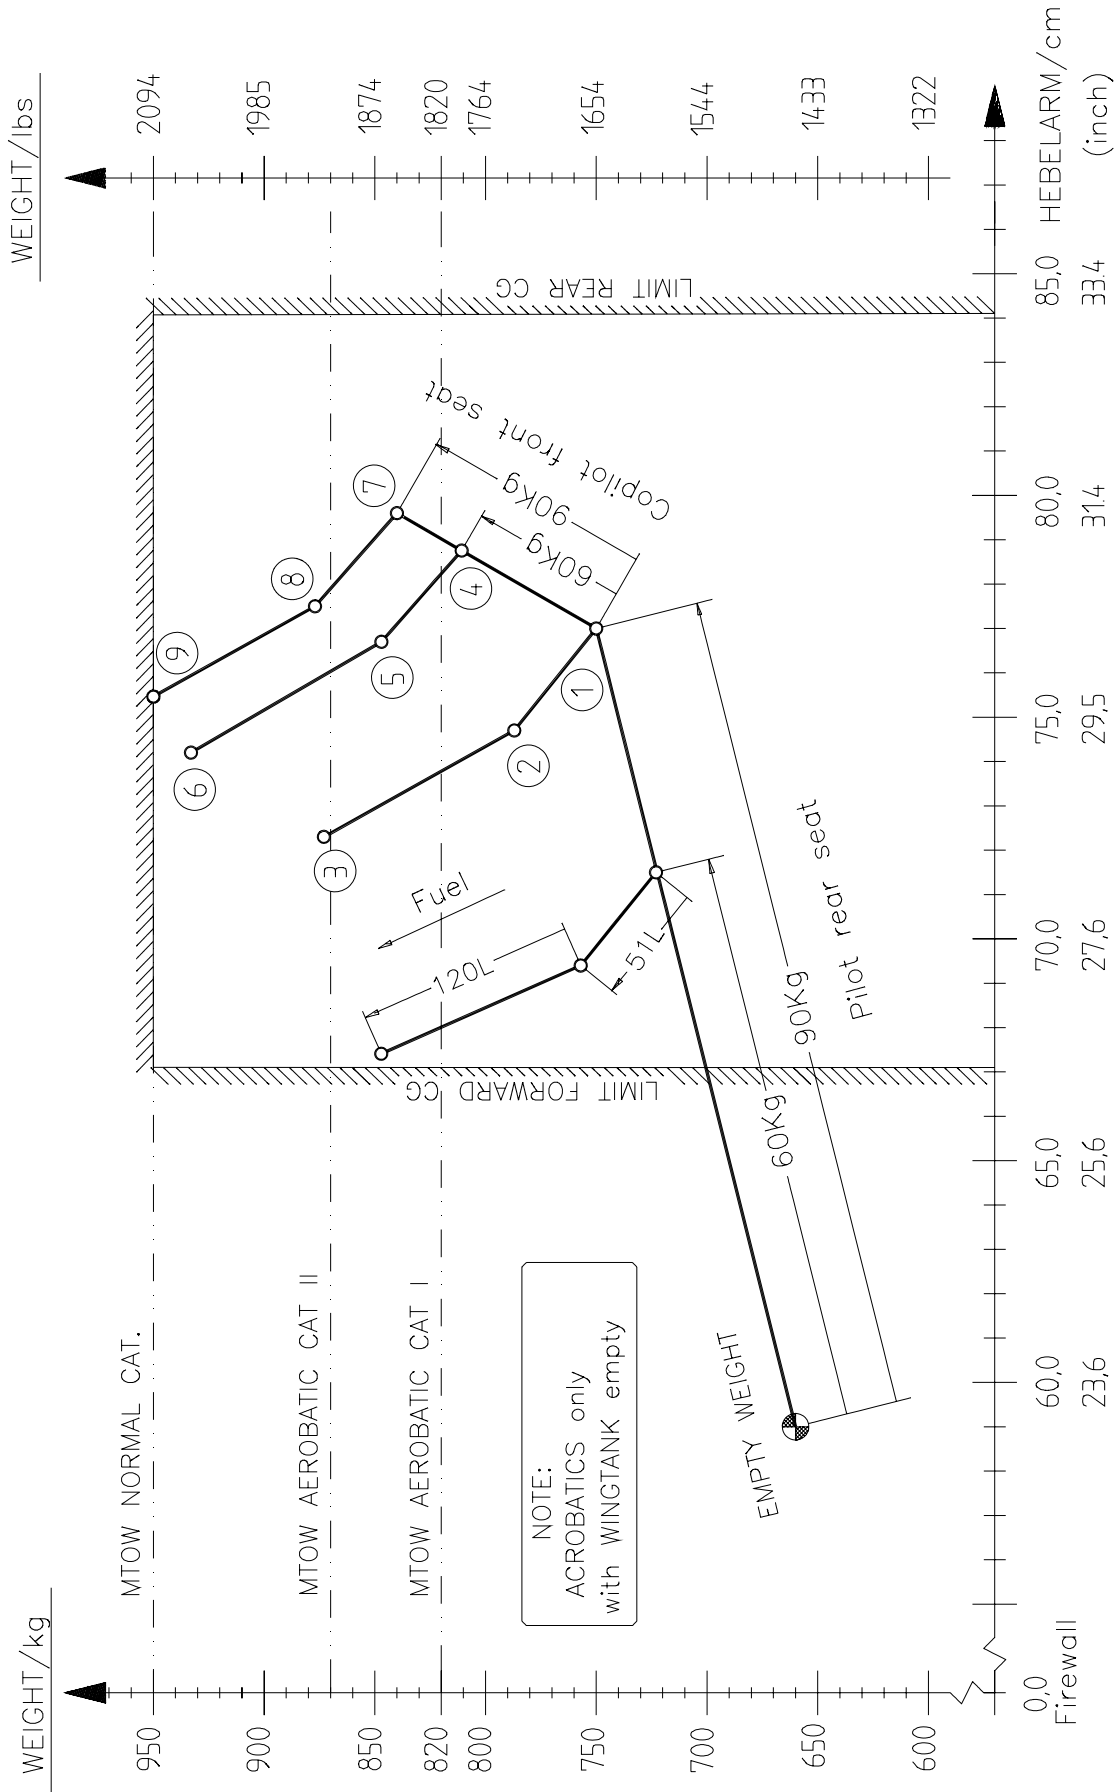 WEIGHT/kg
WEIGHT/lbs
950
900
850
820
800
750
700
650
600
2094
1985
1874
1820
1764
1654
1544
1433
1322
MTOW NORMAL CAT.
MTOW AEROBATIC CAT II
MTOW AEROBATIC CAT I
NOTE:
ACROBATICS only
with WINGTANK empty
EMPTY WEIGHT
LIMIT FORWARD CG
LIMIT REAR CG
120L
Fuel
51L
60Kg
90Kg
Pilot rear seat
60Kg
90Kg
Copilot front seat
1
2
3
4
5
6
7
8
9
0,0
60,0
65,0
70,0
75,0
80,0
85,0
HEBELARM/cm
Firewall
23,6
25,6
27,6
29,5
31.4
33.4
(inch)